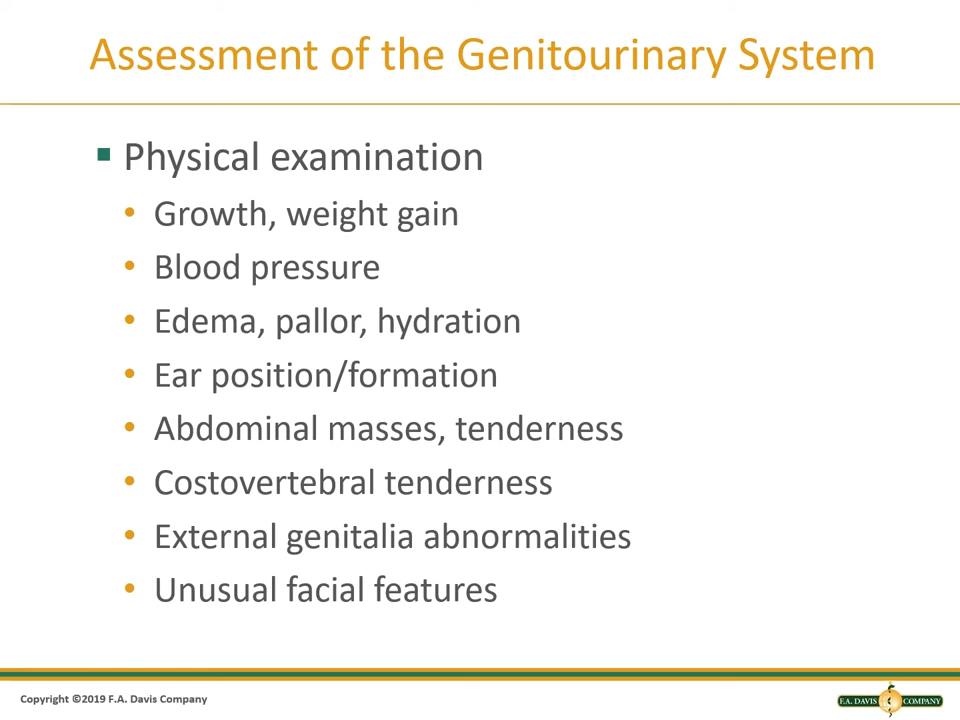 Assessment of the Genitourinary System
Physical examination
Growth, weight gain
Blood pressure
Edema, pallor, hydration
Ear position/formation
Abdominal masses, tenderness
Costovertebral tenderness
External genitalia abnormalities
Unusual facial features
Copyright ©2019 F.A. Davis Company
F.A. DAVIS COMPANY